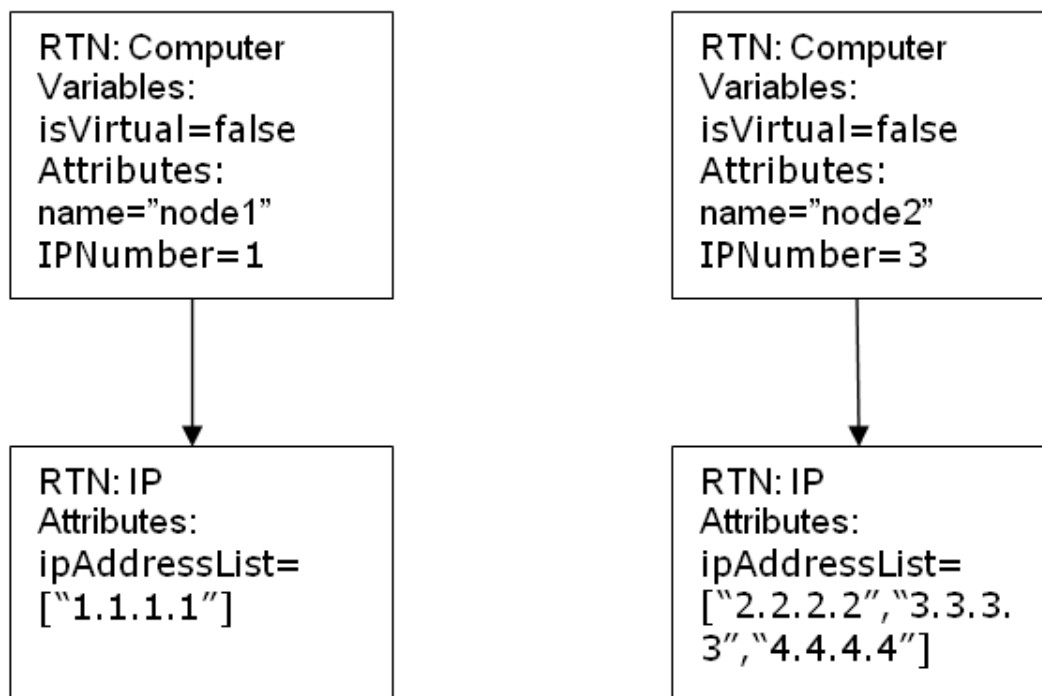 RTN: Computer
Variables:
isVirtual=false
Attributes:
name=”node1”
IPNumber=1
RTN: Computer
Variables:
isVirtual=false
Attributes:
name=”node2”
IPNumber=3
RTN: IP
Attributes:
ipAddressList=
[“1.1.1.1”]
RTN: IP
Attributes:
ipAddressList=
[“2.2.2.2”,“3.3.3.
3”,“4.4.4.4”]